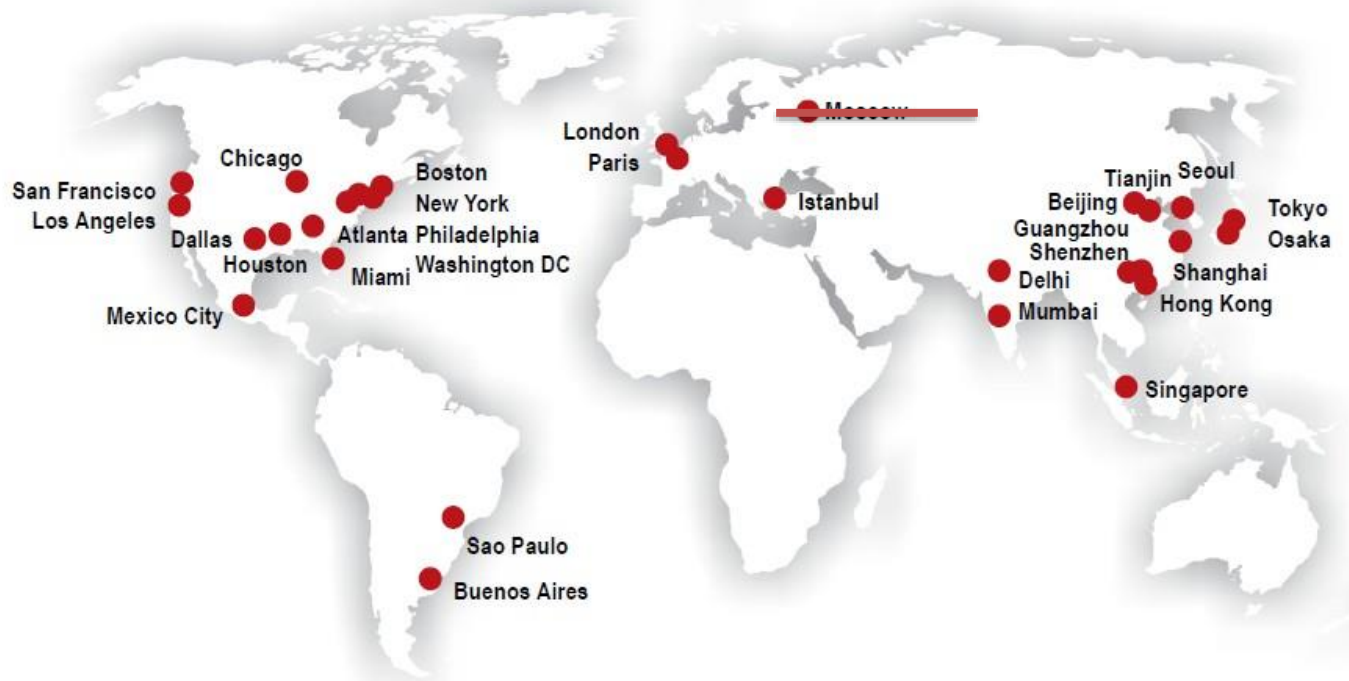 Moscow
London
Paris
Chicago
Boston
San Francisco
Los Angeles
New York
Dallas
Atlanta
Philadelphia
Houston
Washington DC
Miami
Mexico City
Istanbul
Tianjin
Seoul
Beijing
Guangzhou
Shenzhen
Tokyo
Osaka
Shanghai
Hong Kong
Delhi
Mumbai
Singapore
Sao Paulo
Buenos Aires